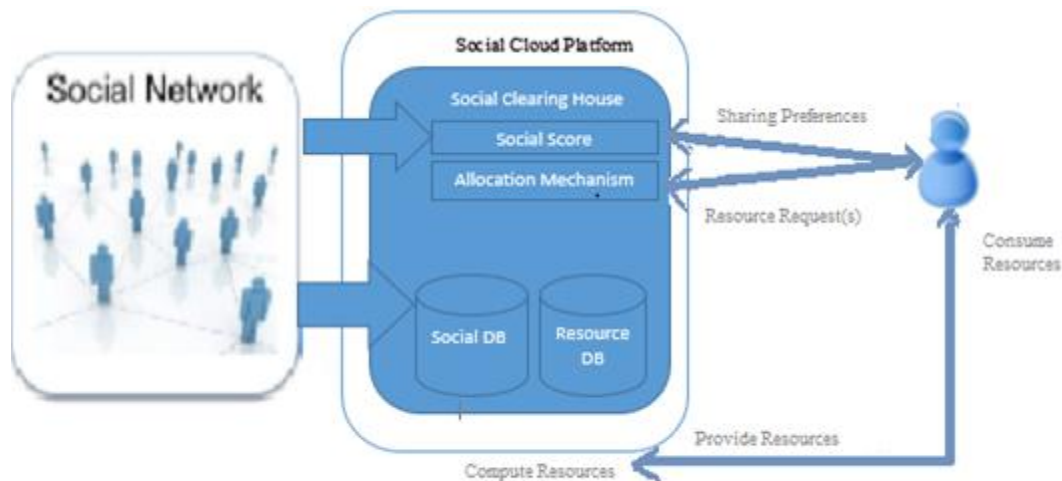 Social Cloud Platform
Social Network
Social Clearing House
Social Score
Allocation Mechanism
Sharing Preferences
Resource Request(s)
Consume
Resources
Social DB
Resource
DB
Provide Resources
Compute Resources